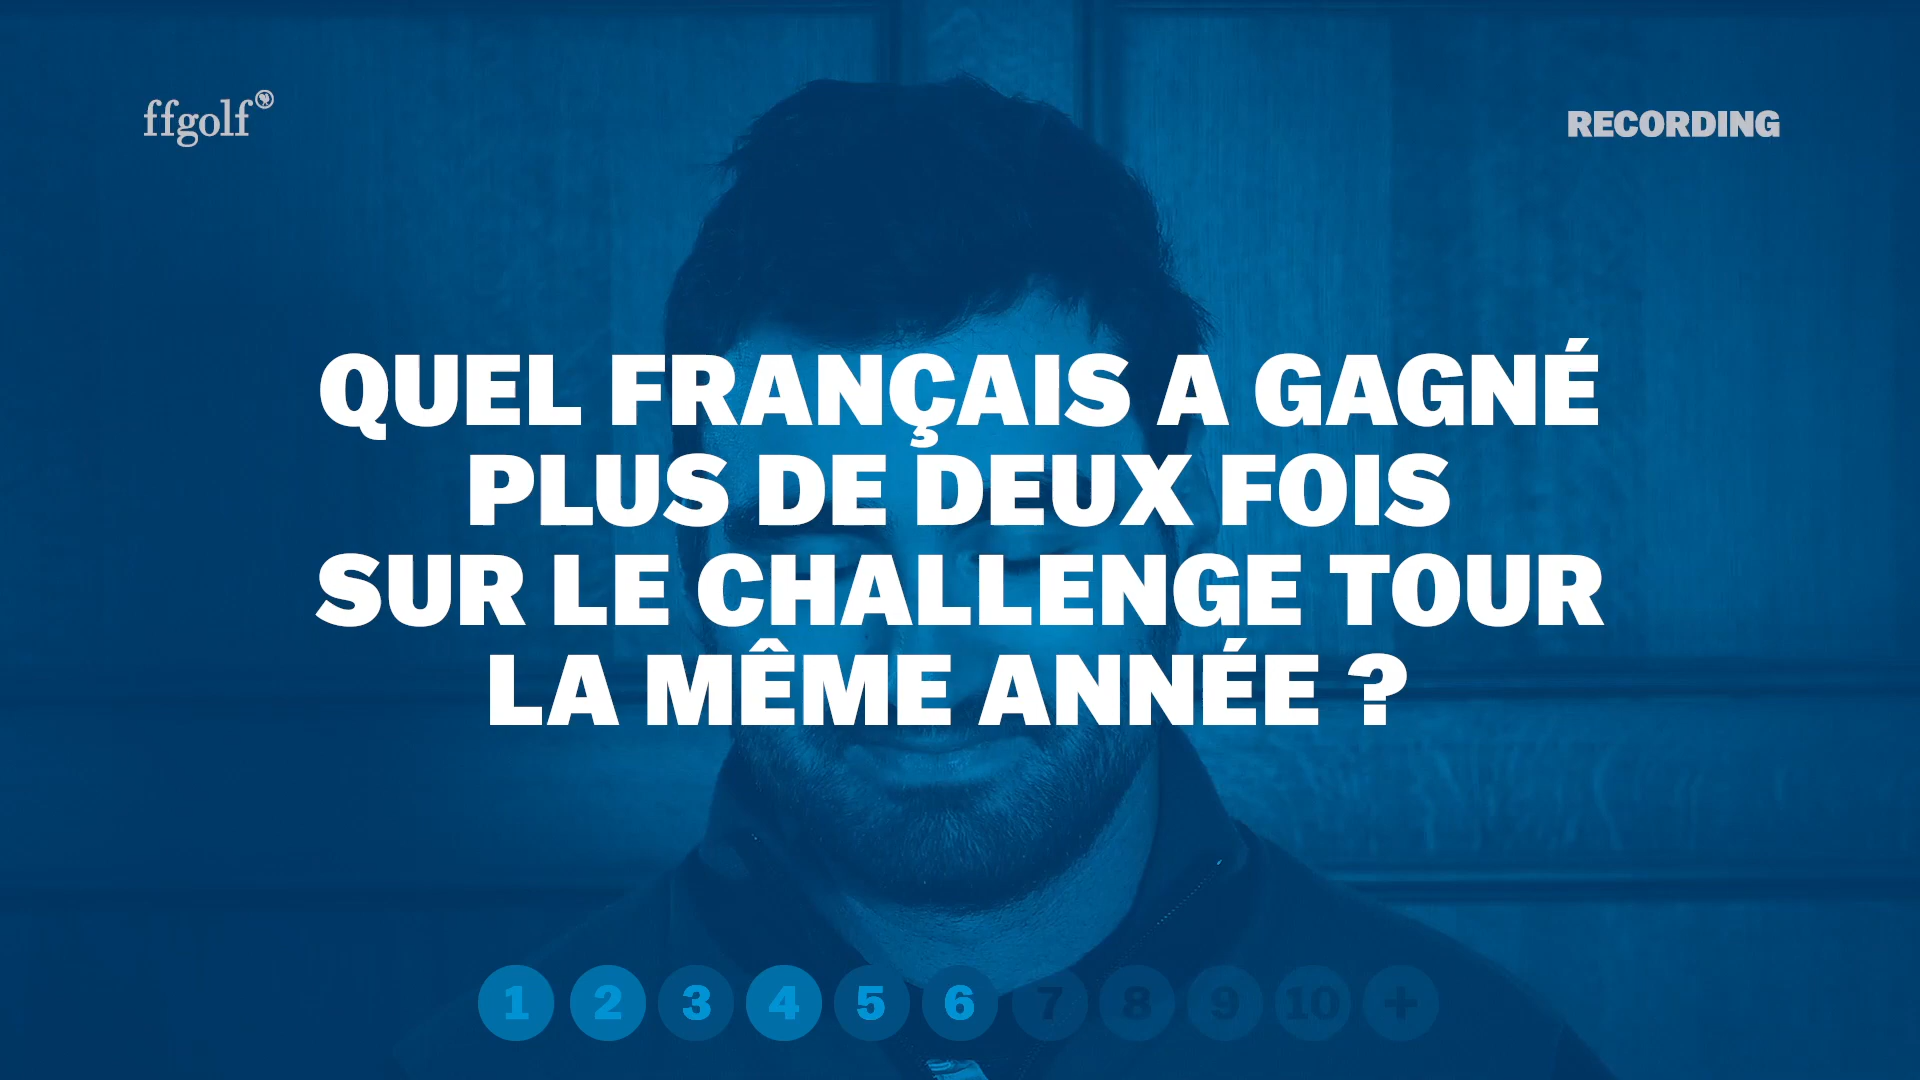 ffgolf
RECORDING
QUEL FRANÇAIS A GAGNÉ
PLUS DE DEUX FOIS
SUR LE CHALLENGE TOUR
LA MÊME ANNÉE ?
1 2 3 4 5 6 7 8 9 10 +